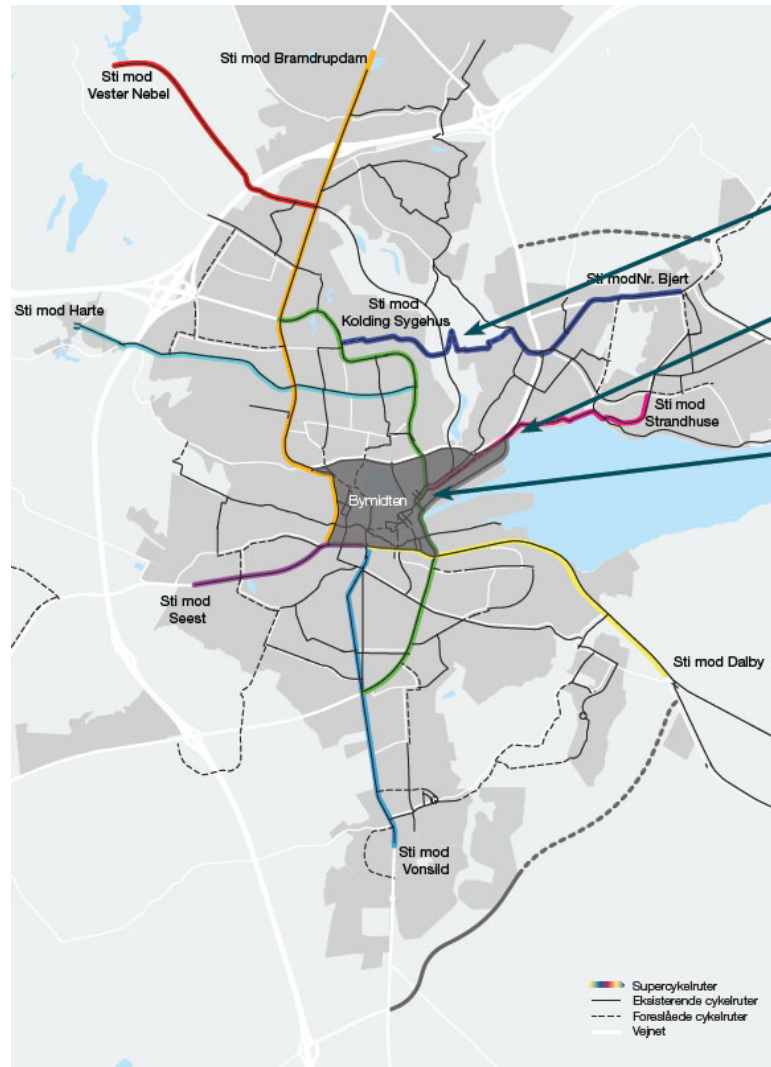 Sti mod Bramdrupdam
Sti mod
Vester Nebel
Sti modNr. Bjert
Sti mod
Kolding Sygehus
Sti mod Harte
Sti mod
Strandhuse
Bymidten
Sti mod
Seest
Sti mod Dalby
Sti mod
Vonsild
Supercykelruter
Eksisterende cykelruter
Foreslåede cykelruter
Vejnet